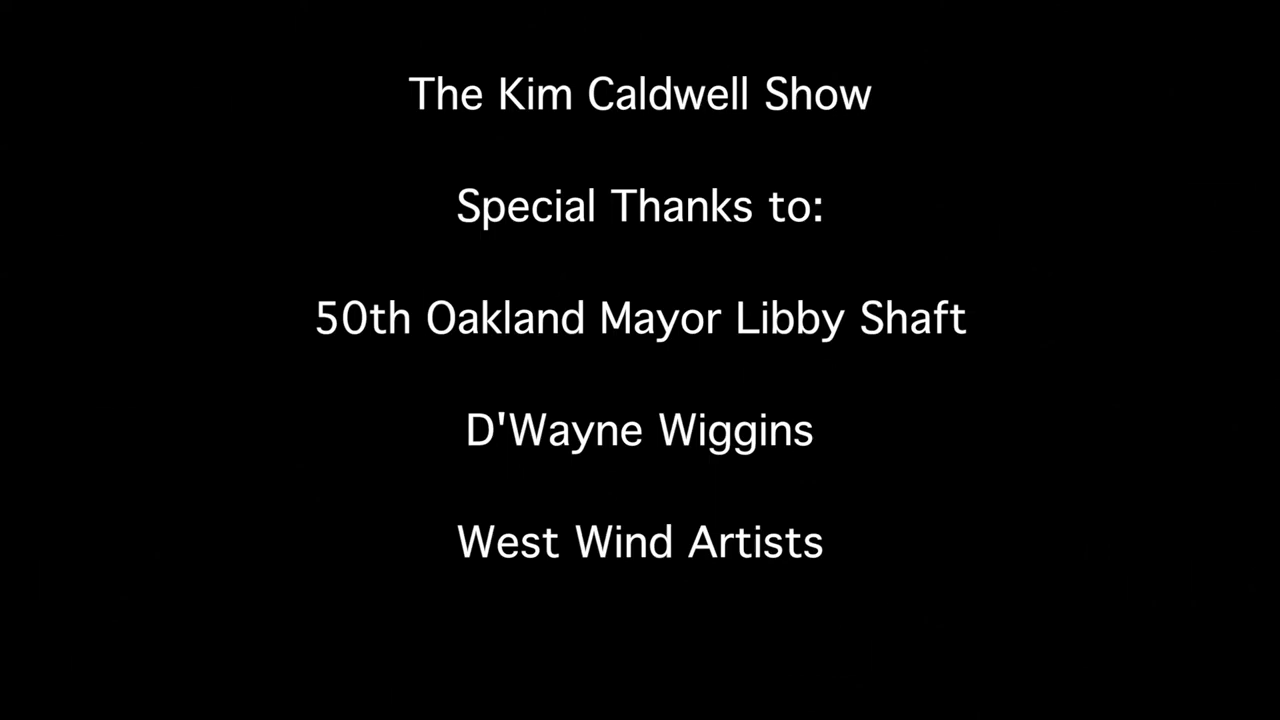 The Kim Caldwell Show
Special Thanks to:
50th Oakland Mayor Libby Shaft
D'Wayne Wiggins
West Wind Artists